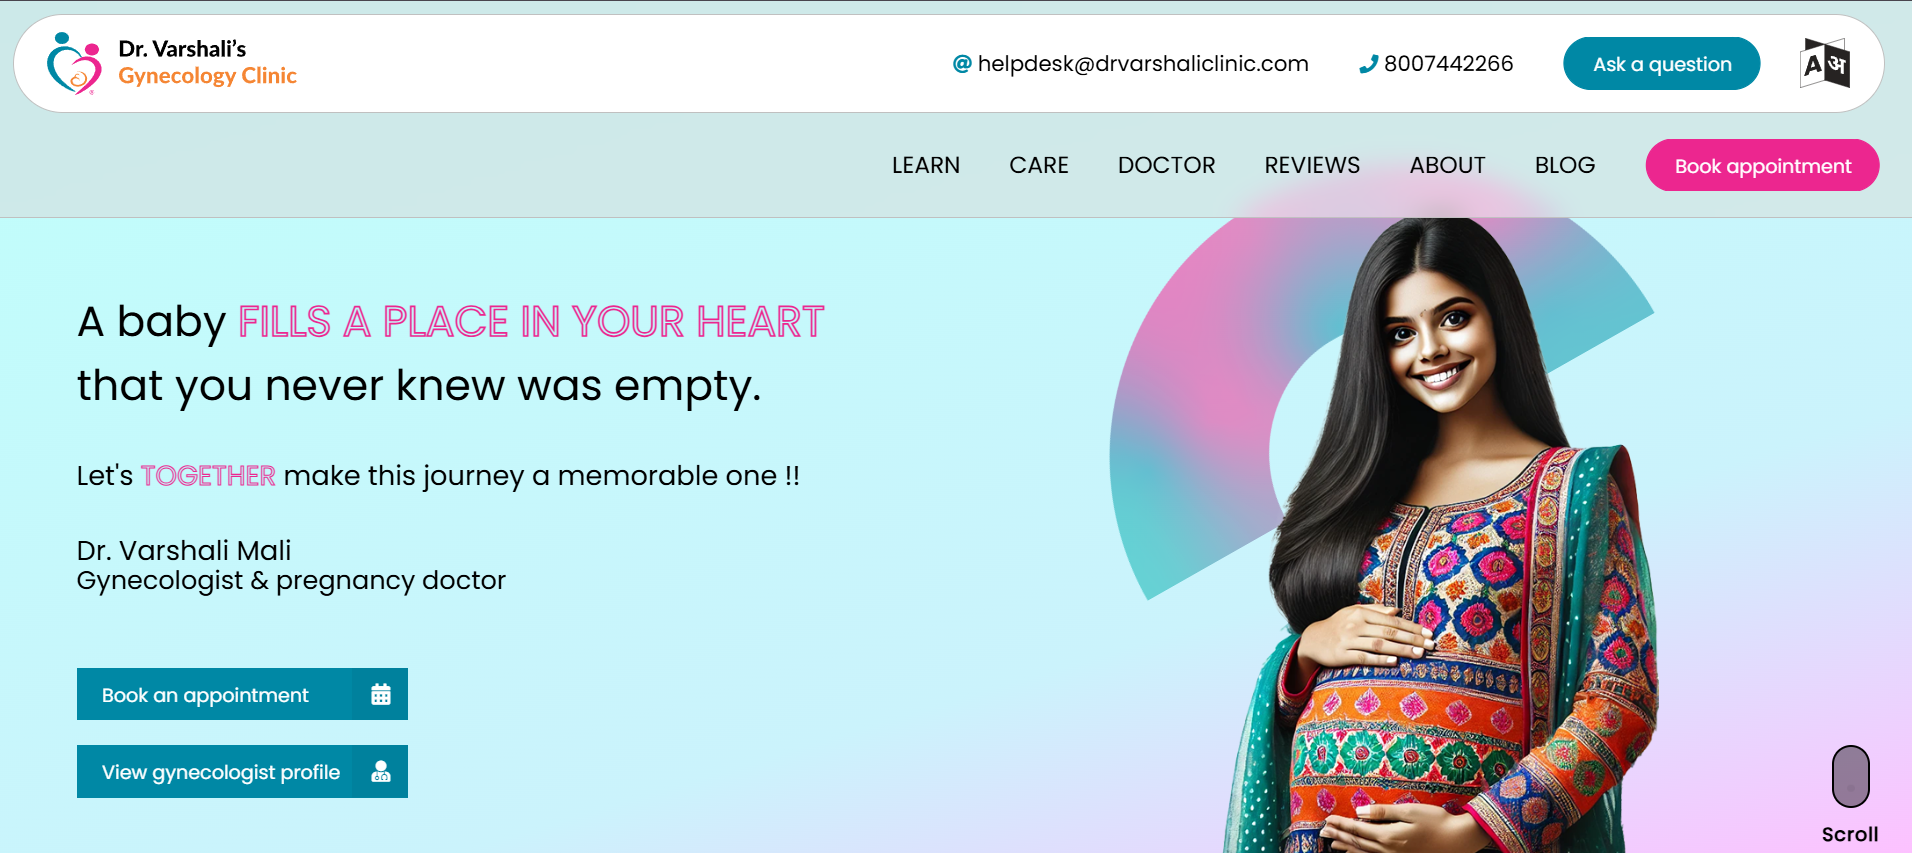 Dr. Varshali's
Gynecology Clinic
helpdesk@drvarshaliclinic.com
8007442266
Ask a question
A अ
LEARN
CARE
DOCTOR
REVIEWS
ABOUT
BLOG
Book appointment
A baby FILLS A PLACE IN YOUR HEART
that you never knew was empty.
Let's TOGETHER make this journey a memorable one !!
Dr. Varshali Mali
Gynecologist & pregnancy doctor
Book an appointment
View gynecologist profile
Scroll